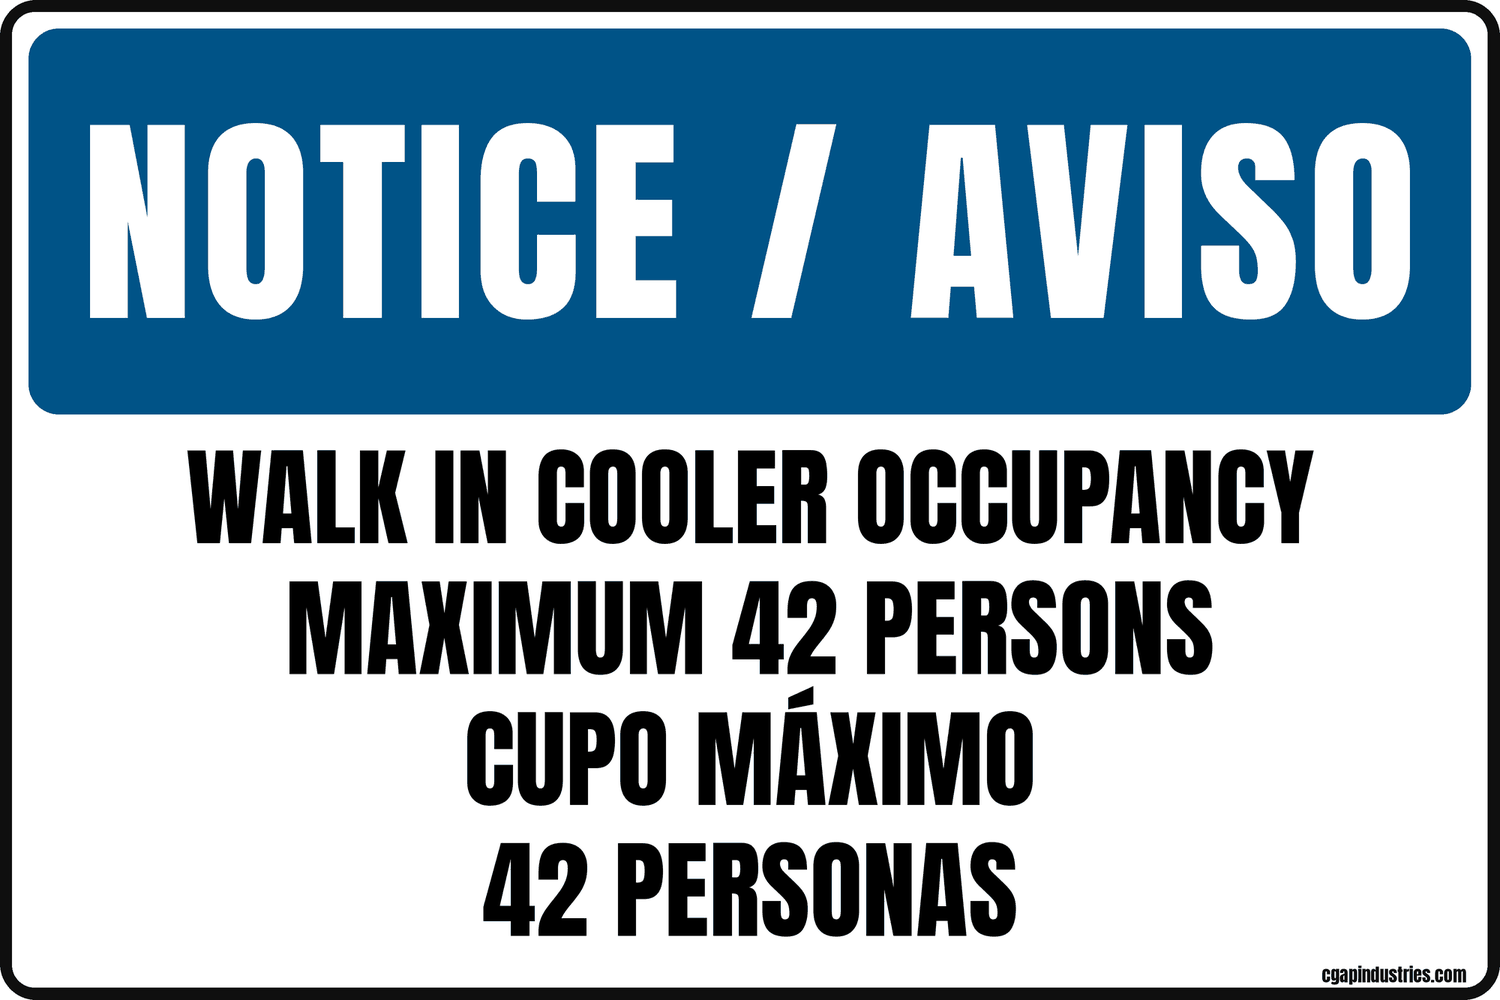 NOTICE / AVISO
WALK IN COOLER OCCUPANCY
MAXIMUM 42 PERSONS
CUPO MÁXIMO
42 PERSONAS
cgapindustries.com